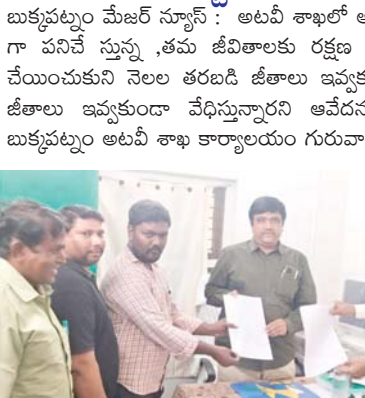 బుక్కపట్నం మేజర్ న్యూస్ : అటవీ శాఖలో
గా పనిచే స్తున్న ,తమ జీవితాలకు రక్షణ
చేయించుకుని నెలల తరబడి జీతాలు ఇవ్వక
జీతాలు ఇవ్వకుండా వేధిస్తున్నారని ఆవేదన
బుక్కపట్నం అటవీ శాఖ కార్యాలయం గురువా